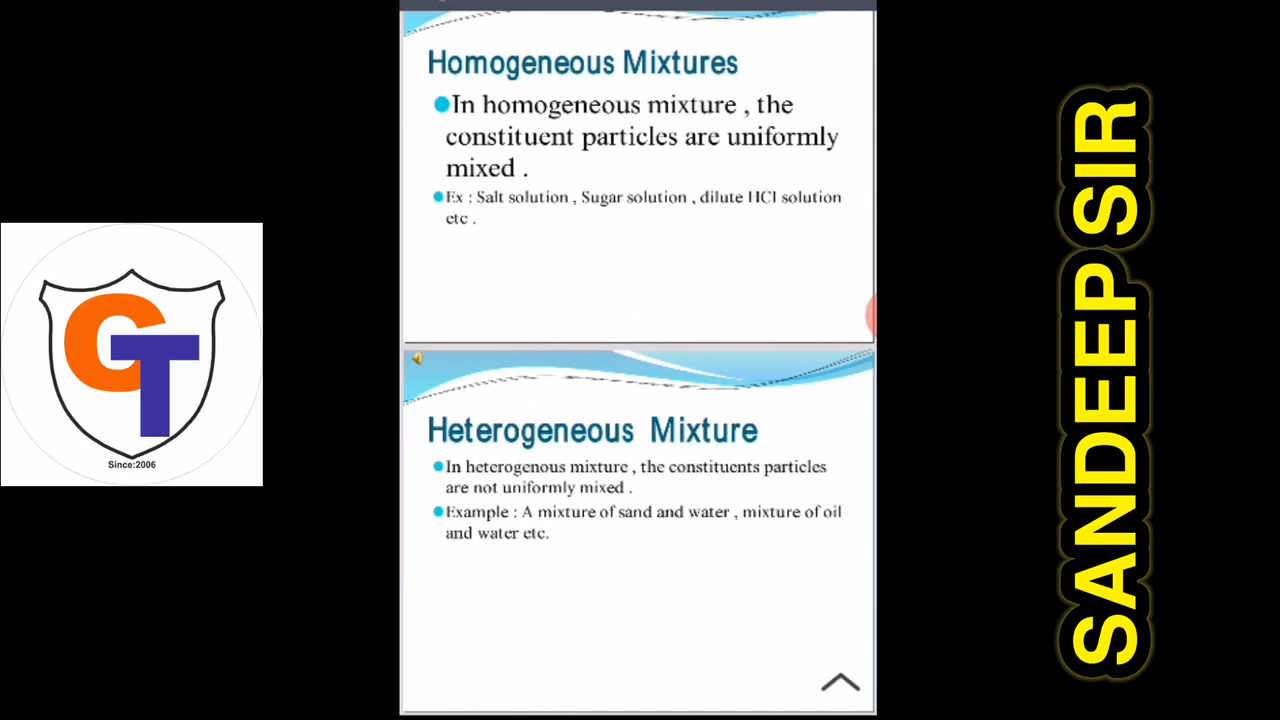 Homogeneous Mixtures
In homogeneous mixture , the
constituent particles are uniformly
mixed .
Ex : Salt solution , Sugar solution , dilute HCl solution
etc .
Heterogeneous Mixture
In heterogenous mixture , the constituents particles
are not uniformly mixed .
Example : A mixture of sand and water , mixture of oil
and water etc.
CT
Since:2006
SANDEEP SIR